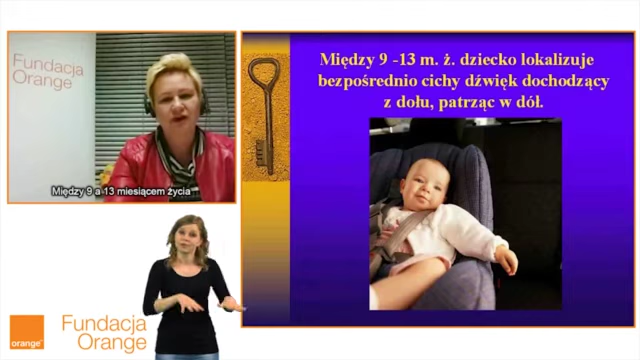 Fundacja
Orange
Między 9 a 13 miesiącem życia
Między 9 -13 m. ż. dziecko lokalizuje
bezpośrednio cichy dźwięk dochodzący
z dołu, patrząc w dół.
orange™
Fundacja
Orange